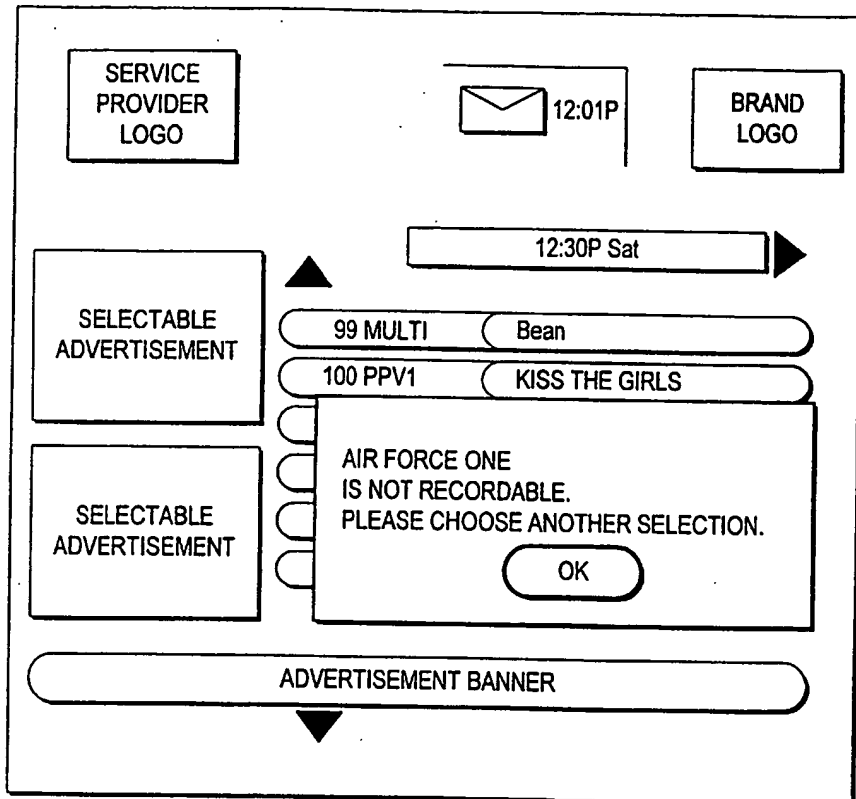 SERVICE
PROVIDER
LOGO
12:01P
BRAND
LOGO
12:30P Sat
SELECTABLE
ADVERTISEMENT
99 MULTI Bean
100 PPV1 KISS THE GIRLS
AIR FORCE ONE
IS NOT RECORDABLE.
PLEASE CHOOSE ANOTHER SELECTION.
OK
SELECTABLE
ADVERTISEMENT
ADVERTISEMENT BANNER